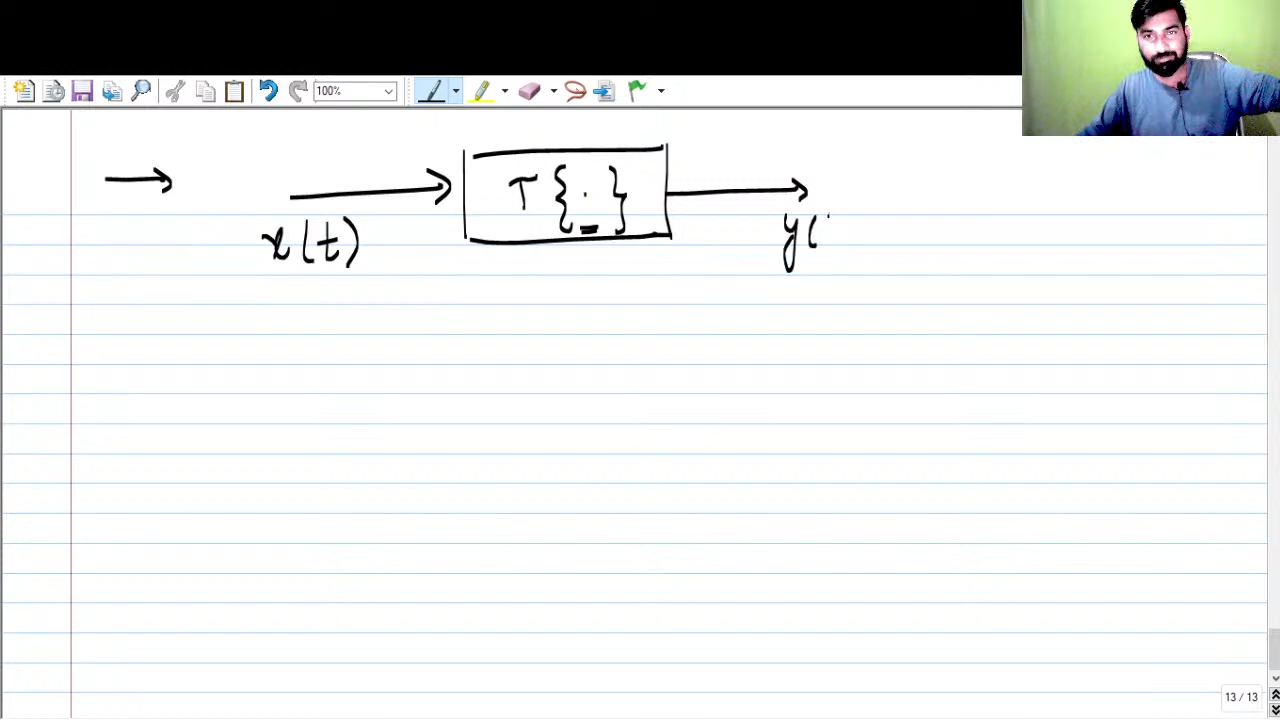 100%
T{.}
x(t)
y(
13 / 13